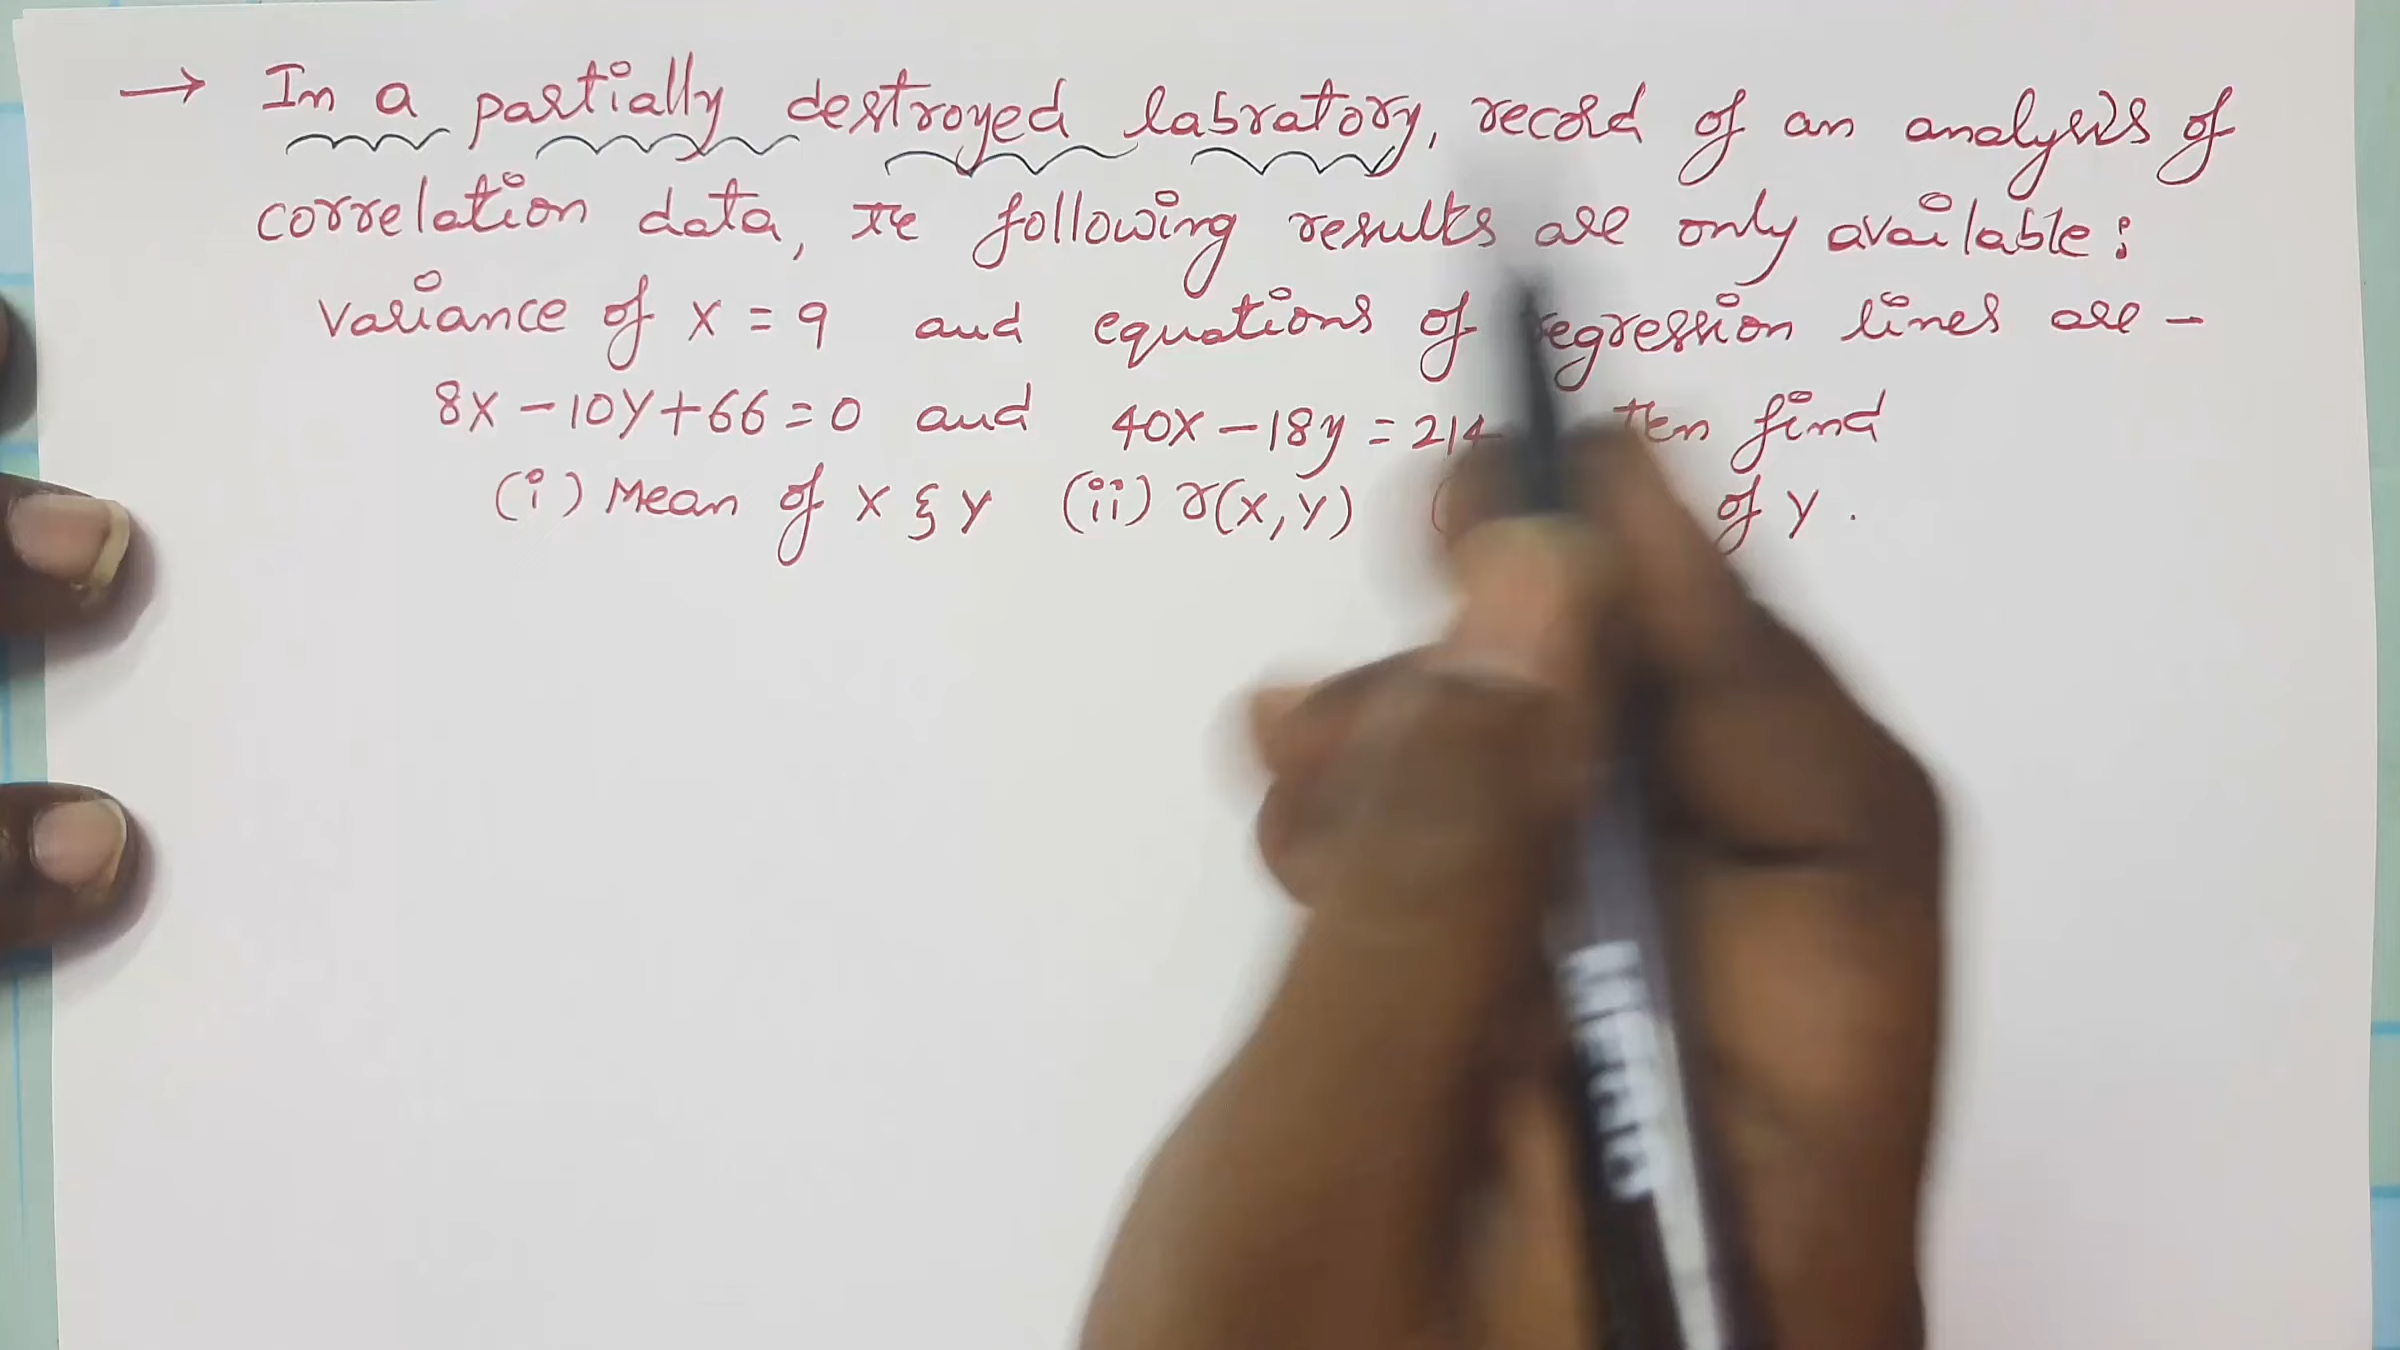 → In a partially destroyed labratory, record of an analysis of
correlation data, the following results are only available:
Variance of X = 9 and equations of regression lines are -
8X - 10Y + 66 = 0 and 40X - 18y = 214 then find
(i) Mean of X & Y (ii) r(X, Y) of Y.